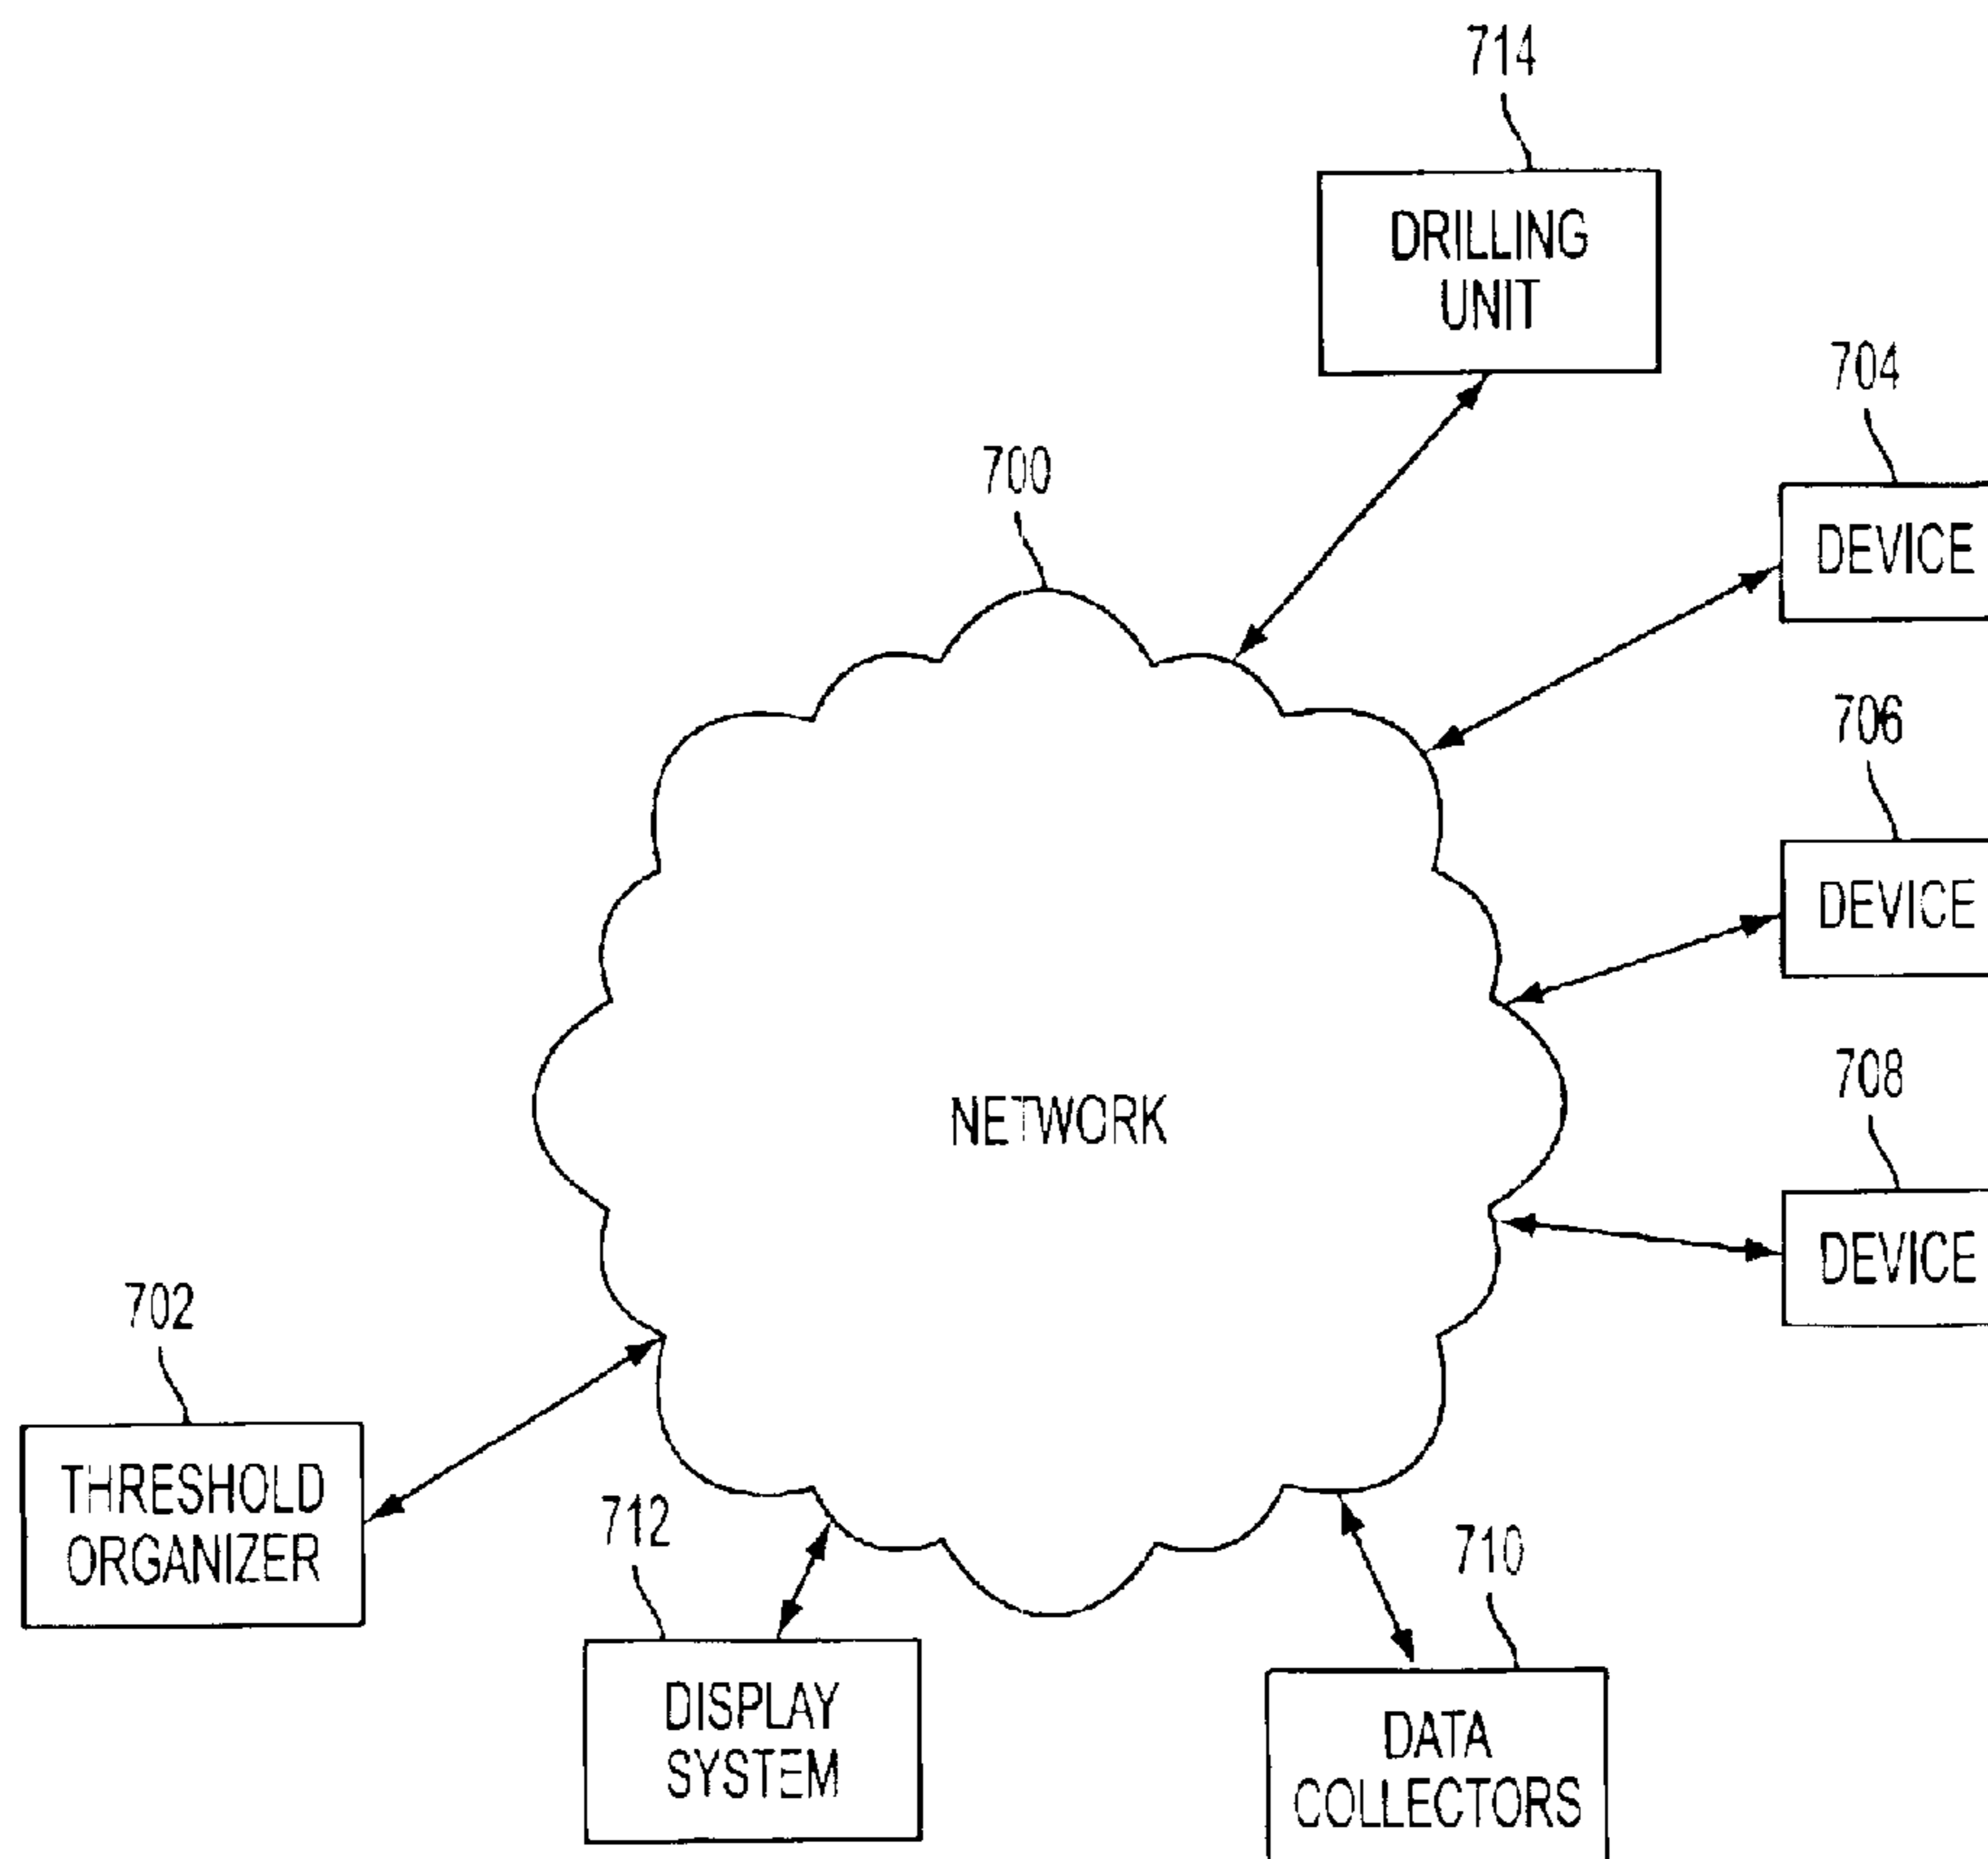 714
DRILLING
UNIT
704
DEVICE
700
706
DEVICE
NETWORK
708
DEVICE
702
THRESHOLD
ORGANIZER
712
DISPLAY
SYSTEM
710
DATA
COLLECTORS